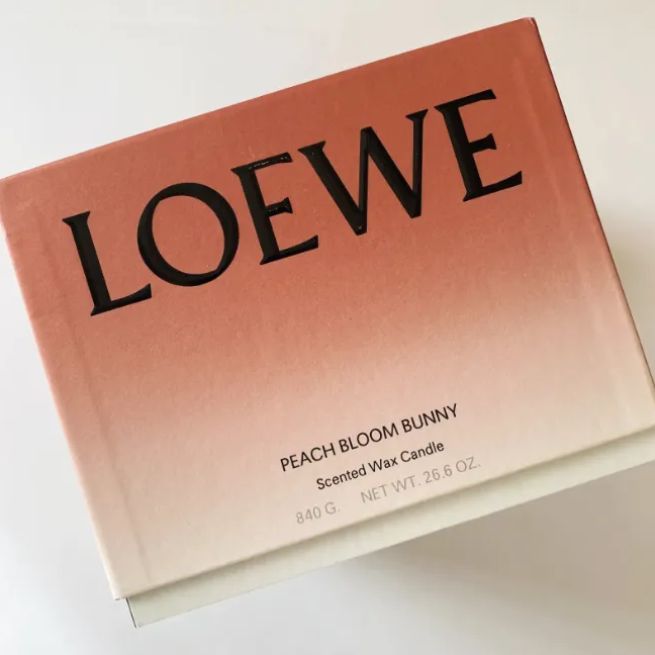 LOEWE
PEACH BLOOM BUNNY
Scented Wax Candle
840 G. NET WT. 26.6 OZ.